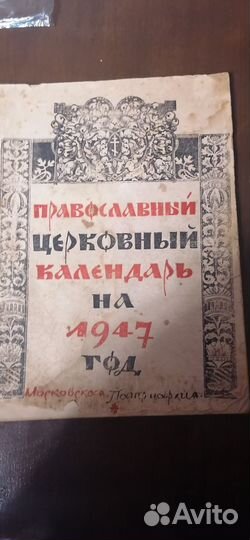 ПРАВОСЛАВНЫЙ
ЦЕРКОВНЫЙ
КАЛЕНДАРЬ
НА
1947
ГОД
Московская Патриархия
Avito